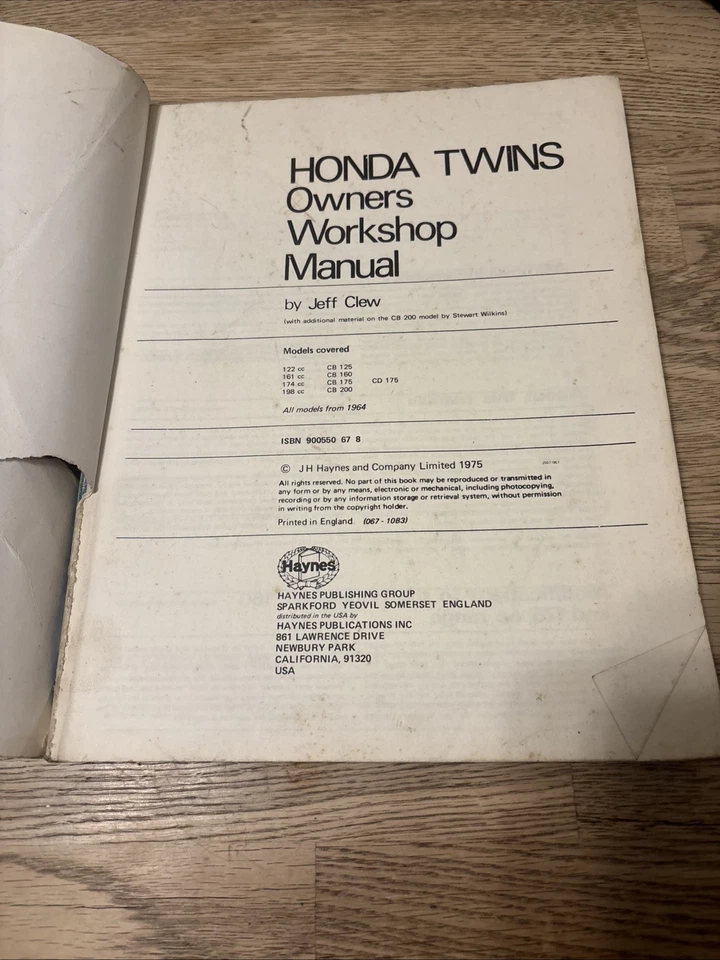 HONDA TWINS
Owners
Workshop
Manual
by Jeff Clew
(with additional material on the CB 200 model by Stewart Wilkins)
Models covered
122 cc CB 125
161 cc CB 160
174 cc CB 175 CD 175
198 cc CB 200
All models from 1964
ISBN 900550 67 8
© J H Haynes and Company Limited 1975
All rights reserved. No part of this book may be reproduced or transmitted in
any form or by any means, electronic or mechanical, including photocopying,
recording or by any information storage or retrieval system, without permission
in writing from the copyright holder.
Printed in England (067 - 10B3)
Haynes
HAYNES PUBLISHING GROUP
SPARKFORD YEOVIL SOMERSET ENGLAND
distributed in the USA by
HAYNES PUBLICATIONS INC
861 LAWRENCE DRIVE
NEWBURY PARK
CALIFORNIA, 91320
USA